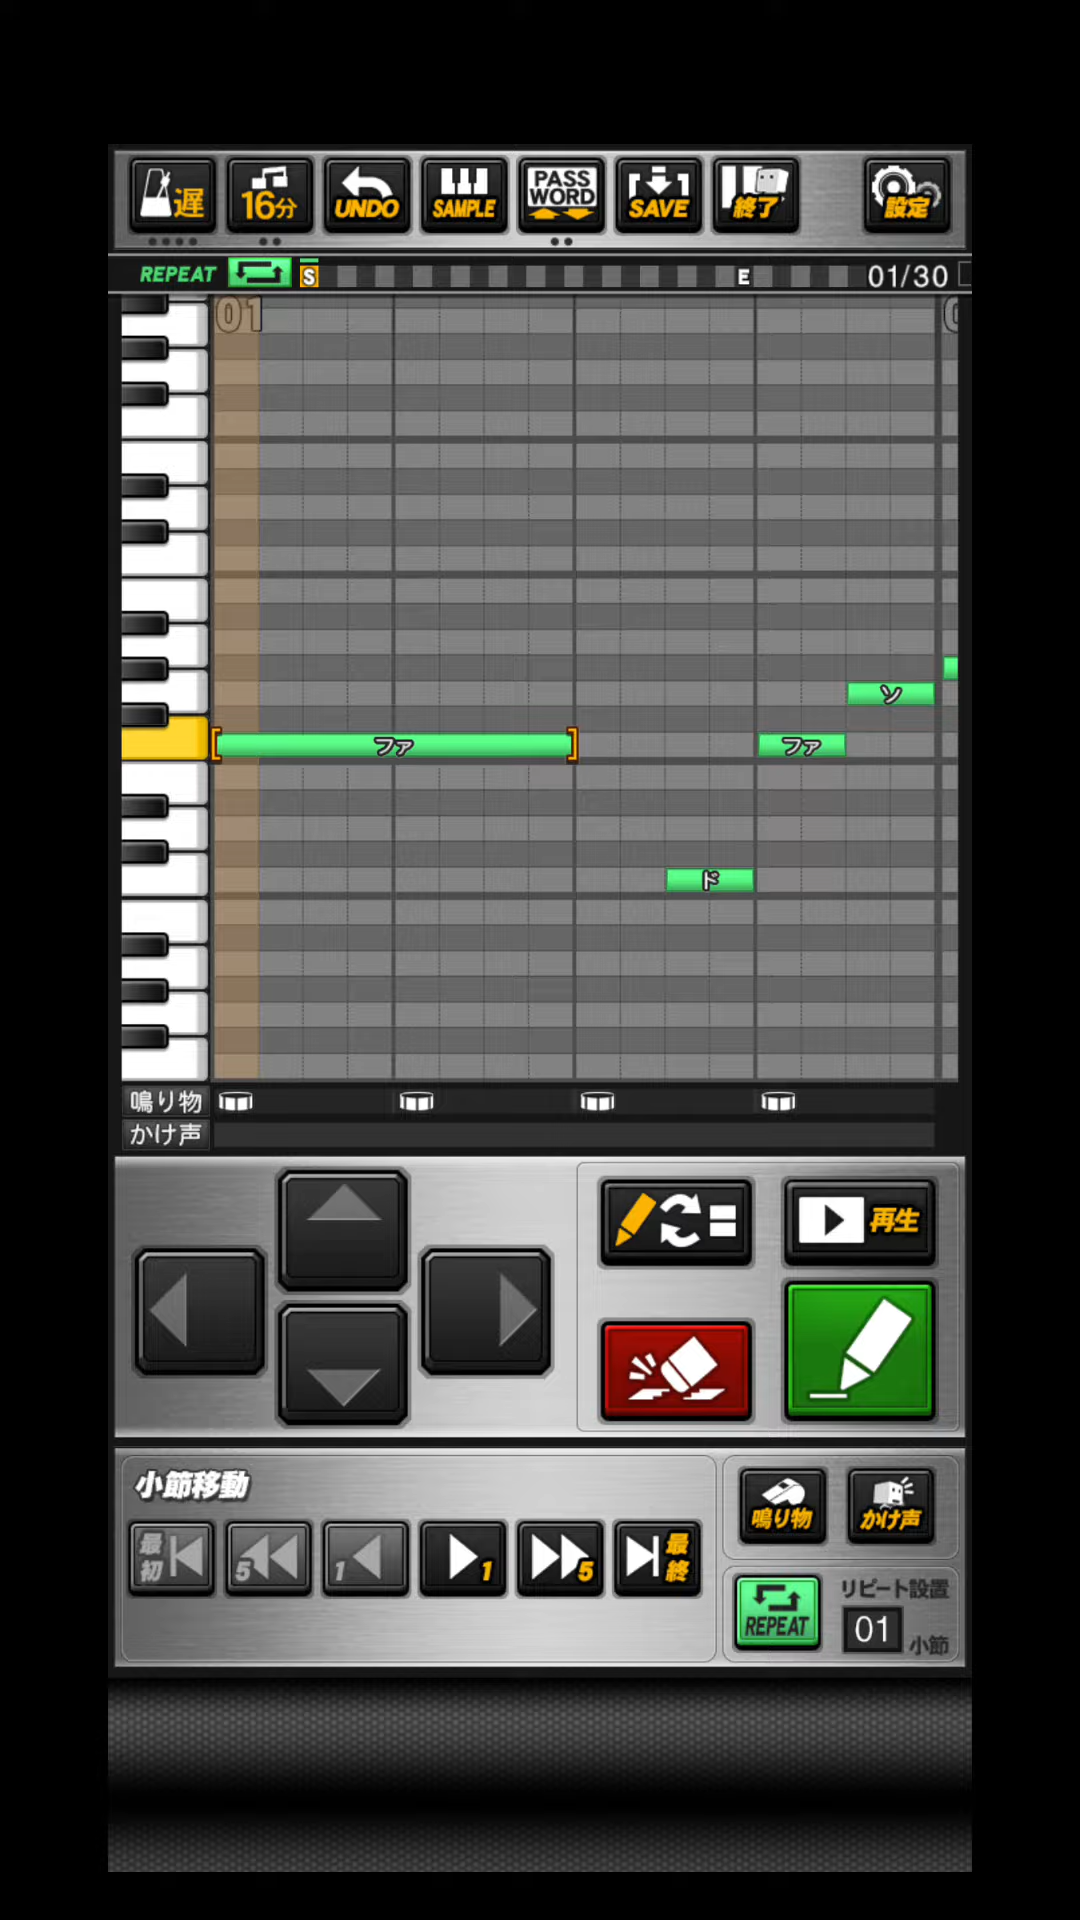 遅 16分 UNDO SAMPLE PASS WORD SAVE 終了 設定
REPEAT S E 01/30
01
ソ
ファ ファ
ド
鳴り物
かけ声
再生
小節移動
最初 5 1 1 5 最終
鳴り物 かけ声
REPEAT リピート設置
01 小節